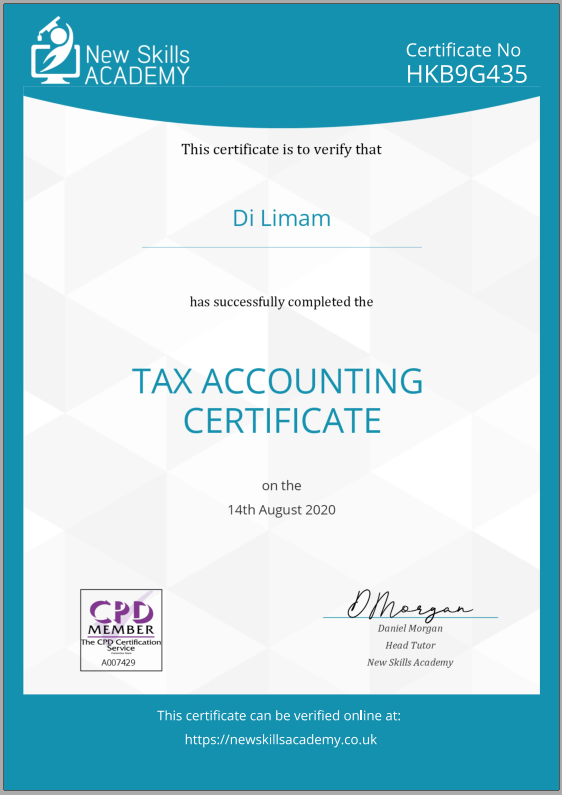 New Skills
ACADEMY
Certificate No
HKB9G435
This certificate is to verify that
Di Limam
has successfully completed the
TAX ACCOUNTING
CERTIFICATE
on the
14th August 2020
CPD
MEMBER
The CPD Certification
Service
A007429
DMorgan
Daniel Morgan
Head Tutor
New Skills Academy
This certificate can be verified online at:
https://newskillsacademy.co.uk